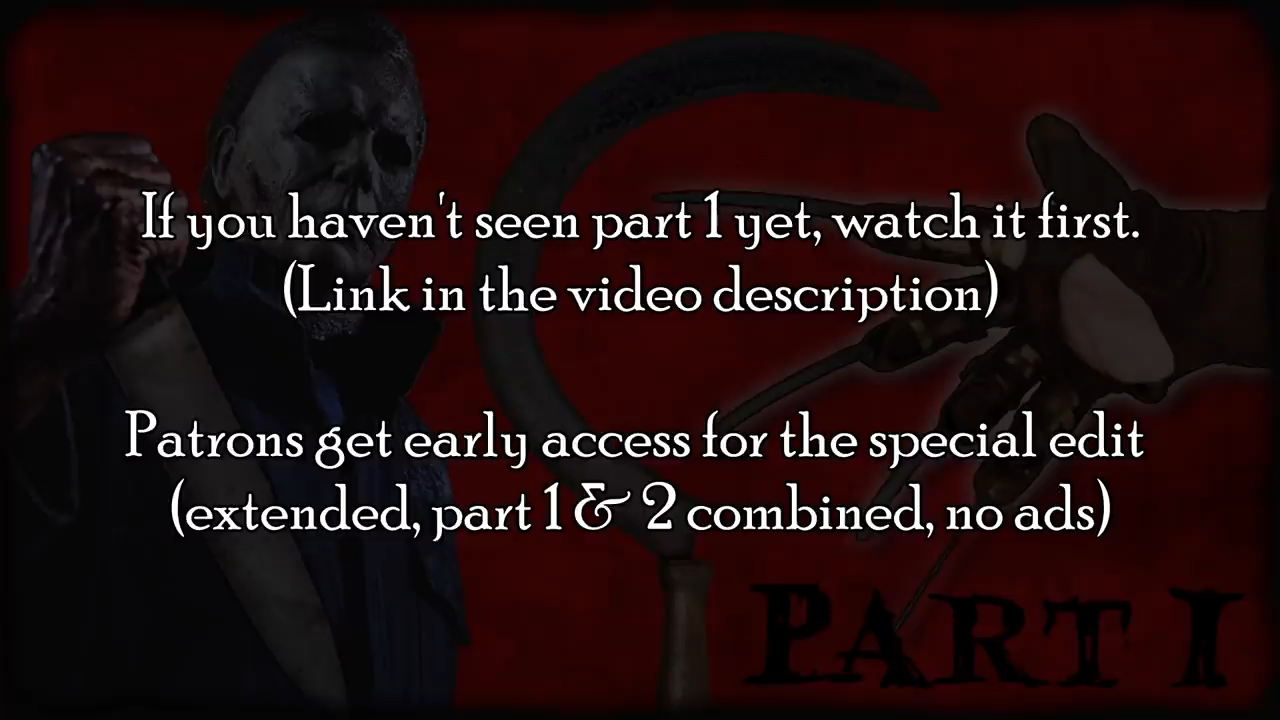 If you haven't seen part 1 yet, watch it first.
(Link in the video description)
Patrons get early access for the special edit
(extended, part 1 & 2 combined, no ads)
PART I